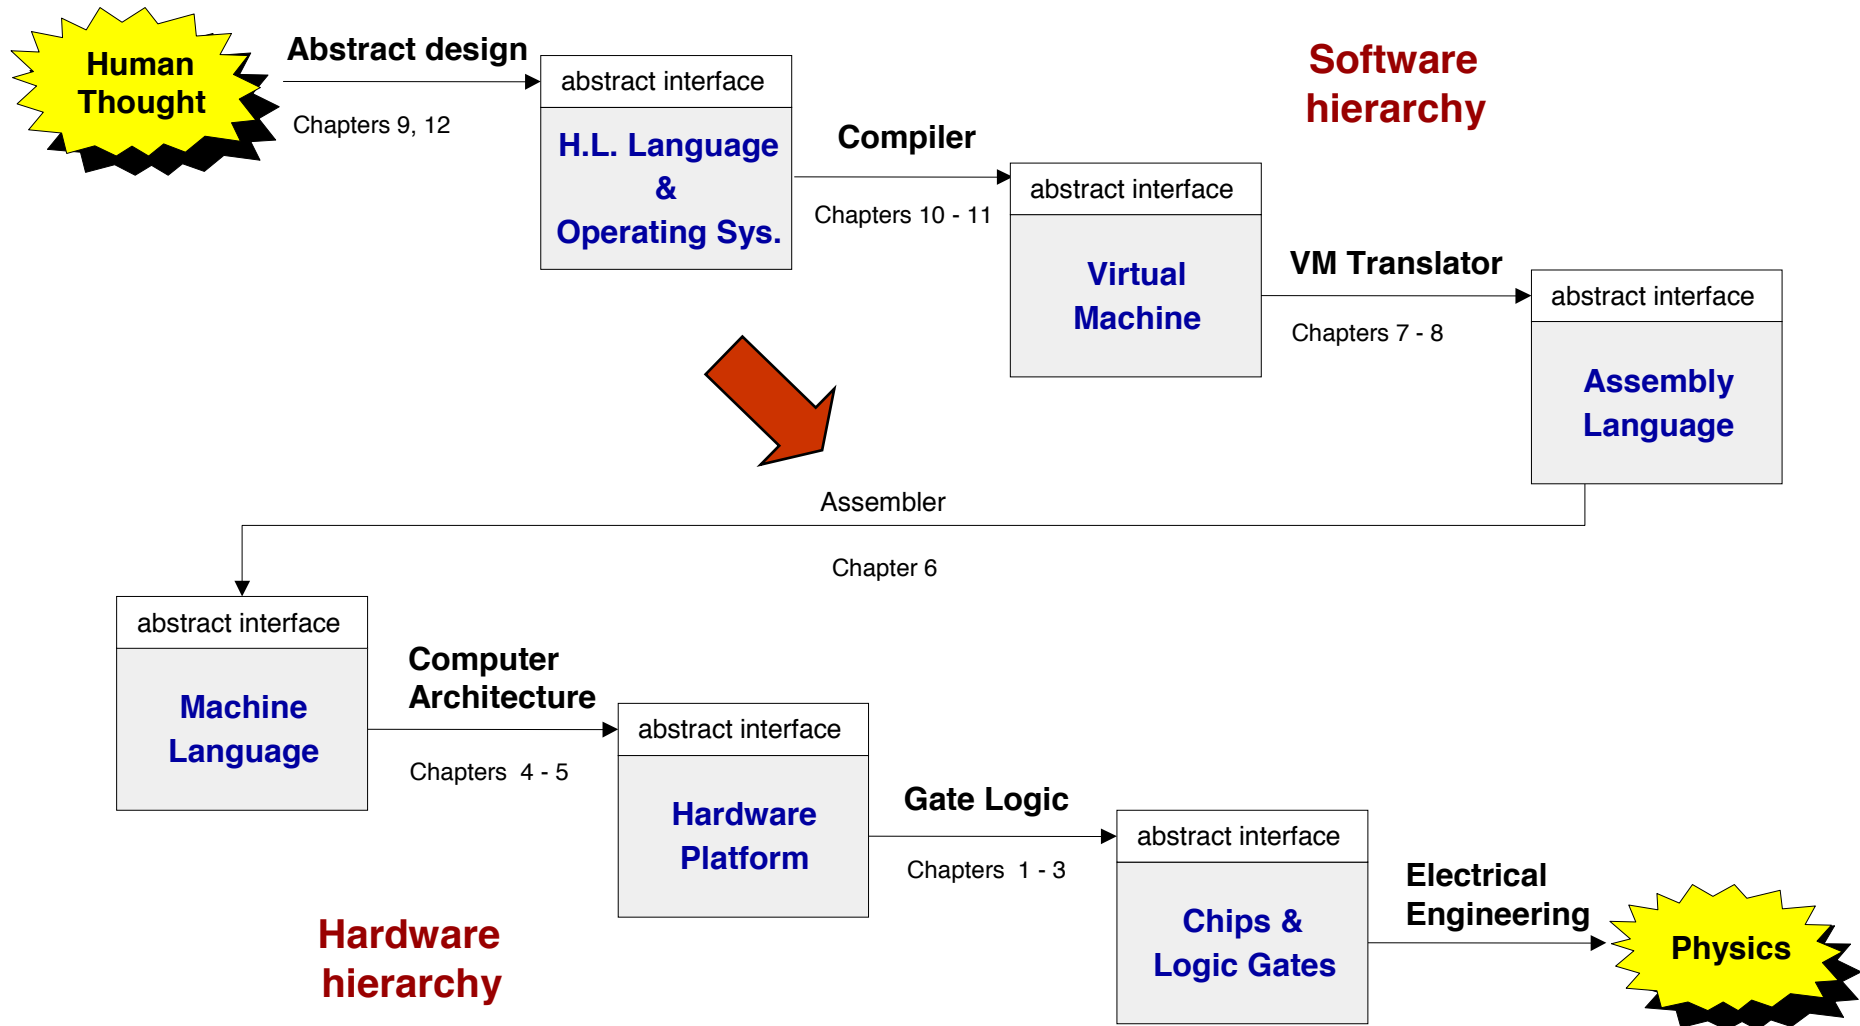 Human
Thought
Abstract design
Chapters 9, 12
abstract interface
H.L. Language
&
Operating Sys.
Software
hierarchy
Compiler
Chapters 10 - 11
abstract interface
Virtual
Machine
VM Translator
Chapters 7 - 8
abstract interface
Assembly
Language
Assembler
Chapter 6
abstract interface
Machine
Language
Computer
Architecture
Chapters  4 - 5
abstract interface
Hardware
Platform
Gate Logic
Chapters  1 - 3
abstract interface
Chips &
Logic Gates
Electrical
Engineering
Physics
Hardware
hierarchy